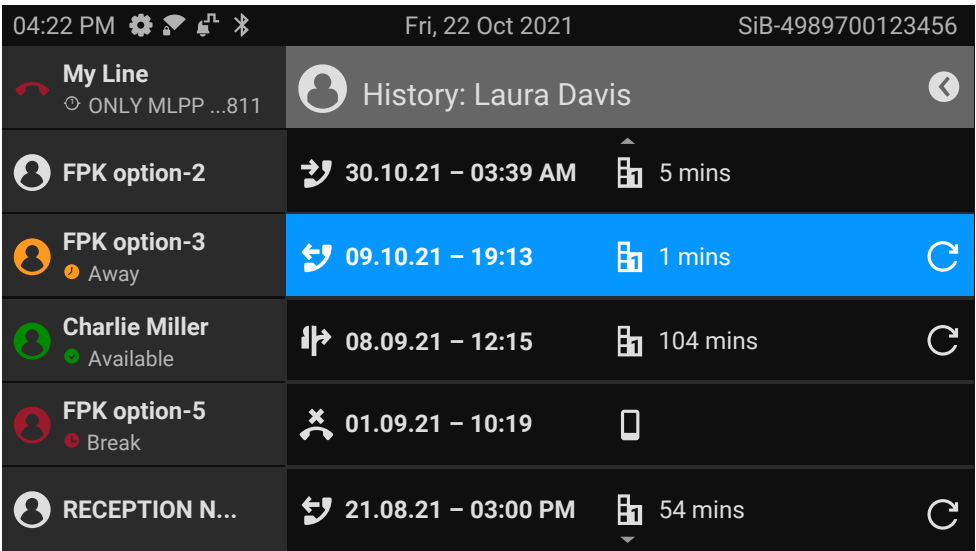 04:22 PM Fri, 22 Oct 2021 SiB-4989700123456
My Line
ONLY MLPP ...811
FPK option-2
FPK option-3
Away
Charlie Miller
Available
FPK option-5
Break
RECEPTION N...
History: Laura Davis
30.10.21 – 03:39 AM 5 mins
09.10.21 – 19:13 1 mins
08.09.21 – 12:15 104 mins
01.09.21 – 10:19
21.08.21 – 03:00 PM 54 mins